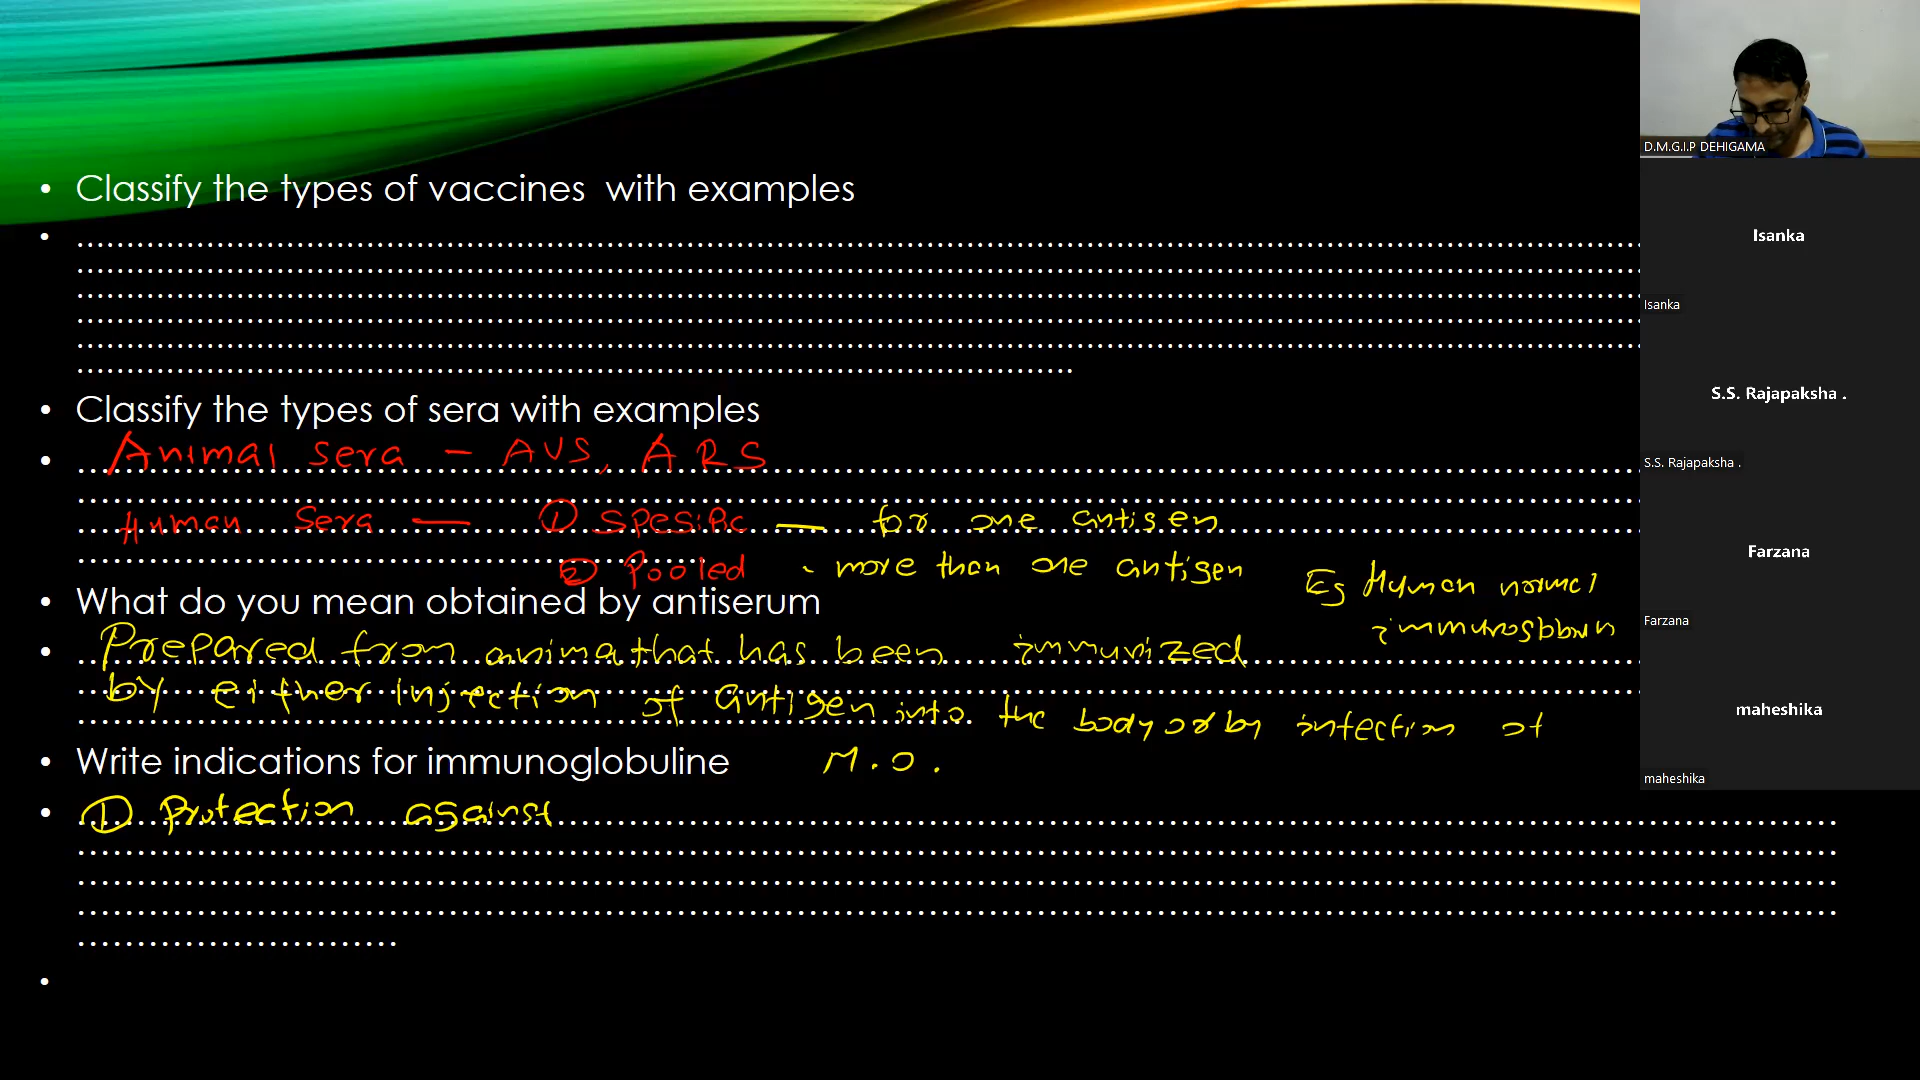 Classify the types of vaccines with examples
Classify the types of sera with examples
Animal sera – AVS, ARS
Human Sera — ① Spesific — for one antigen
② Pooled - more than one antigen
Eg Human normal
What do you mean obtained by antiserum
Prepared from anima that has been immunized
by either Injection of antigen into the body or by infection of
M.O.
Write indications for immunoglobuline
① Protection against
D.M.G.I.P DEHIGAMA
Isanka
Isanka
S.S. Rajapaksha .
S.S. Rajapaksha .
Farzana
Farzana
maheshika
maheshika